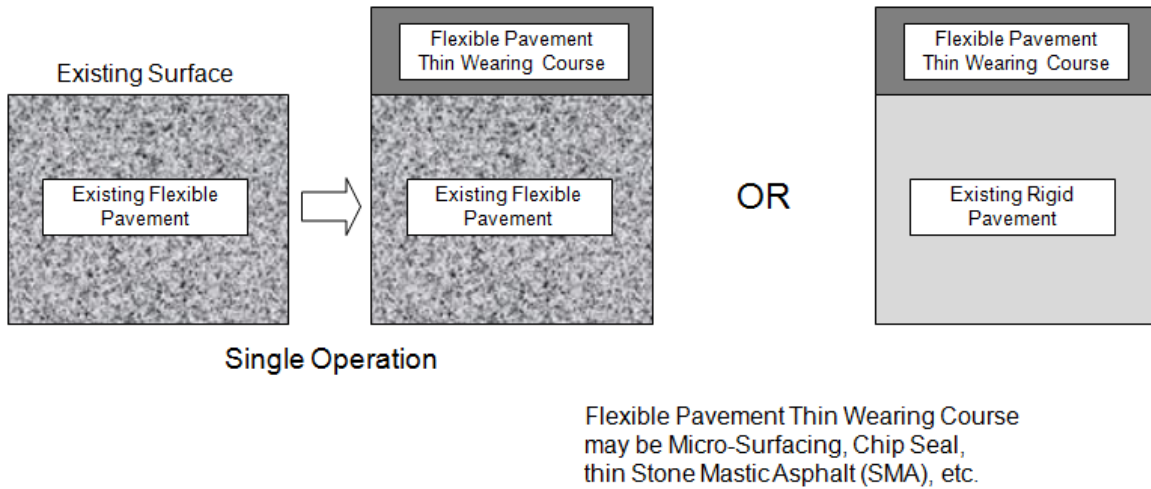 Existing Surface
Existing Flexible
Pavement
Flexible Pavement
Thin Wearing Course
Existing Flexible
Pavement
Single Operation
OR
Flexible Pavement
Thin Wearing Course
Existing Rigid
Pavement
Flexible Pavement Thin Wearing Course
may be Micro-Surfacing, Chip Seal,
thin Stone Mastic Asphalt (SMA), etc.